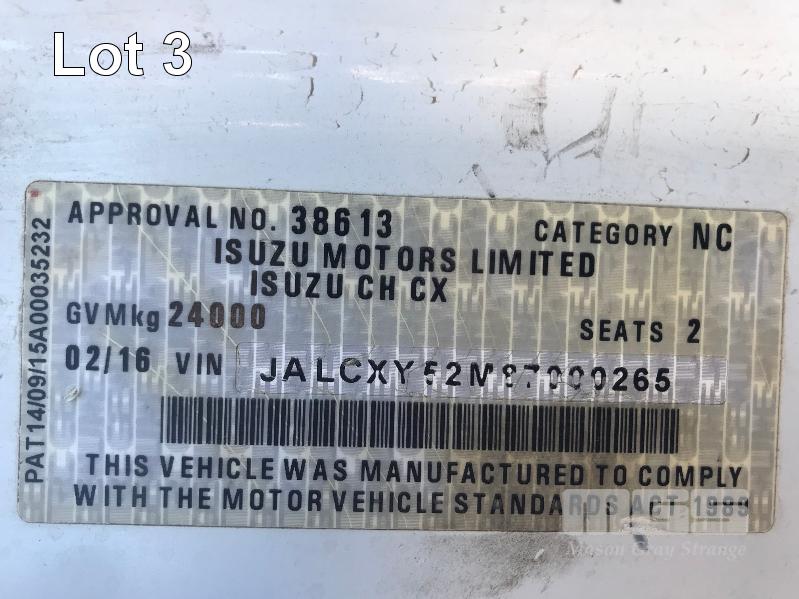 Lot 3
APPROVAL NO. 38613 CATEGORY NC
ISUZU MOTORS LIMITED
ISUZU CH CX
GVMkg 24000 SEATS 2
02/16 VIN JALCXY52M87000265
THIS VEHICLE WAS MANUFACTURED TO COMPLY
WITH THE MOTOR VEHICLE STANDARDS ACT 1989
PAT14/09/15A00035232
Mason Gray Strange